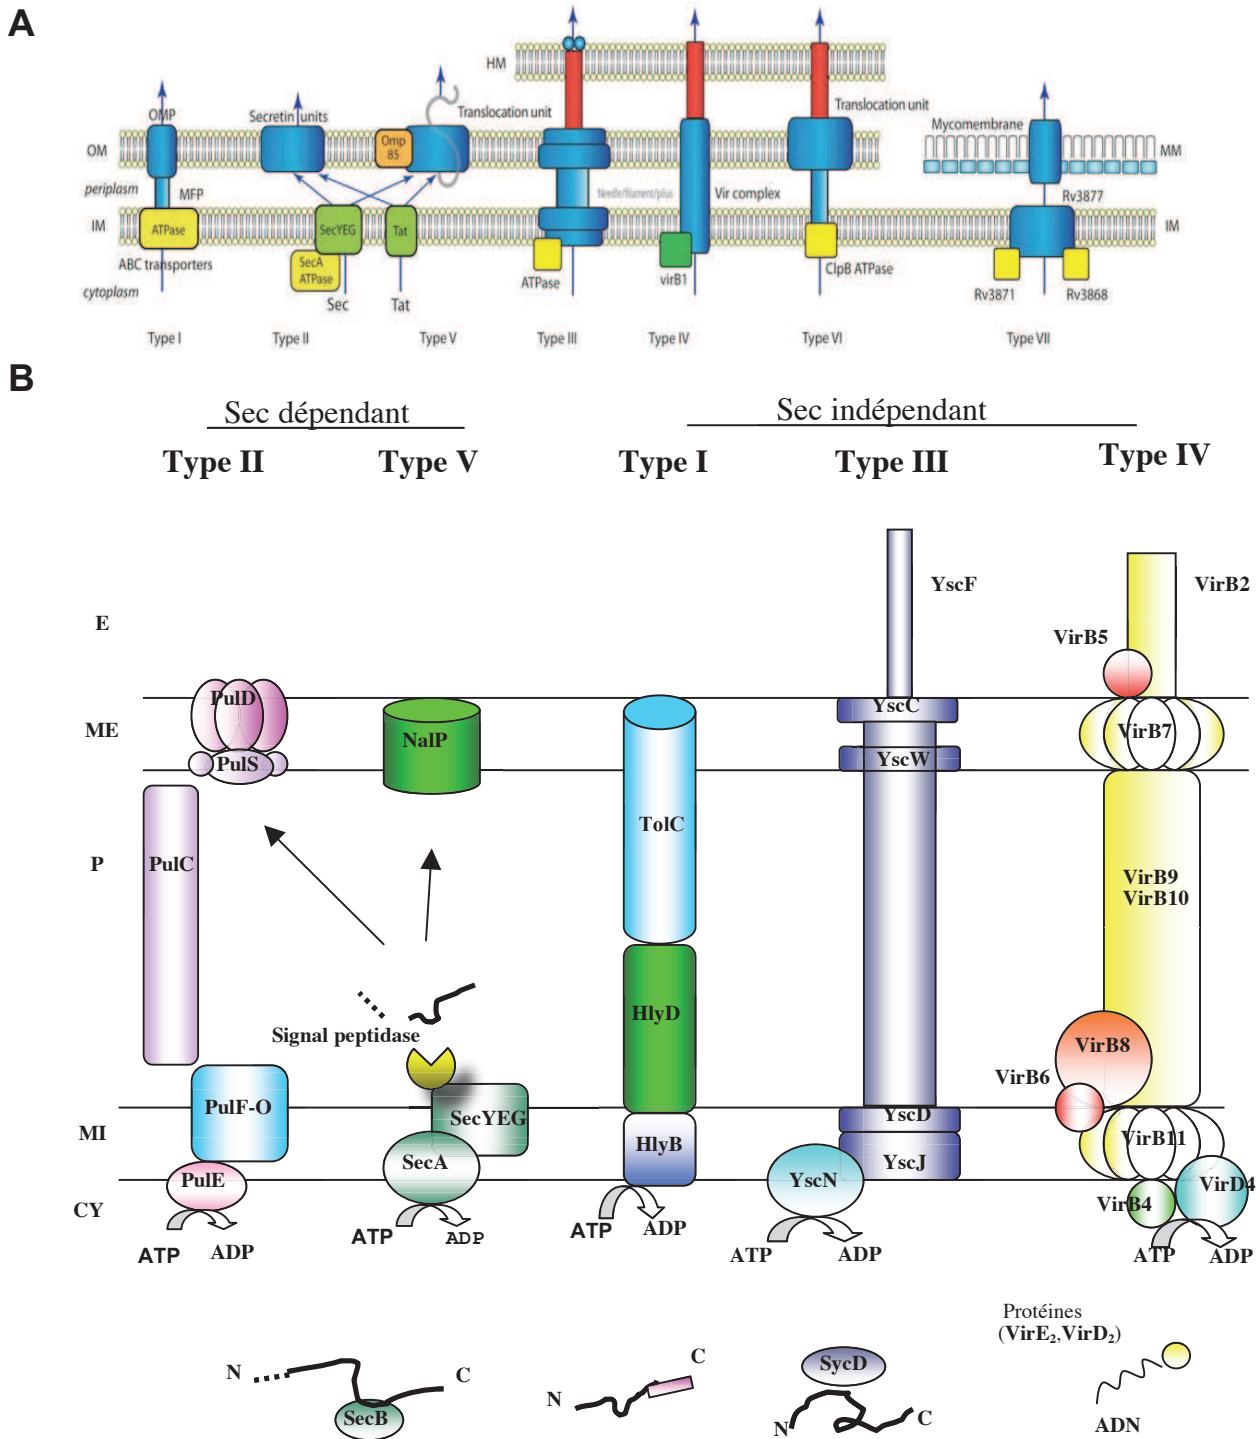 A
HM
OMP
Secretin units
Translocation unit
Translocation unit
Omp
85
Mycomembrane
OM
MM
periplasm
MFP
Needle/filament/plus
Vir complex
Rv3877
IM
ATPase
SecYEG
Tat
IM
ABC transporters
SecA
ATPase
ATPase
virB1
ClpB ATPase
Rv3871
Rv3868
cytoplasm
Sec
Tat
Type I
Type II
Type V
Type III
Type IV
Type VI
Type VII
B
Sec dépendant
Sec indépendant
Type II
Type V
Type I
Type III
Type IV
E
YscF
VirB2
VirB5
PulD
YscC
ME
NalP
VirB7
PulS
YscW
TolC
P
PulC
VirB9
VirB10
HlyD
Signal peptidase
VirB8
VirB6
PulF-O
SecYEG
YscD
MI
HlyB
VirB11
SecA
YscJ
PulE
YscN
VirD4
CY
VirB4
ATP
ADP
ATP
ADP
ATP
ADP
ATP
ADP
ATP
ADP
Protéines
(VirE₂,VirD₂)
N
C
SecB
N
C
SycD
N
C
ADN